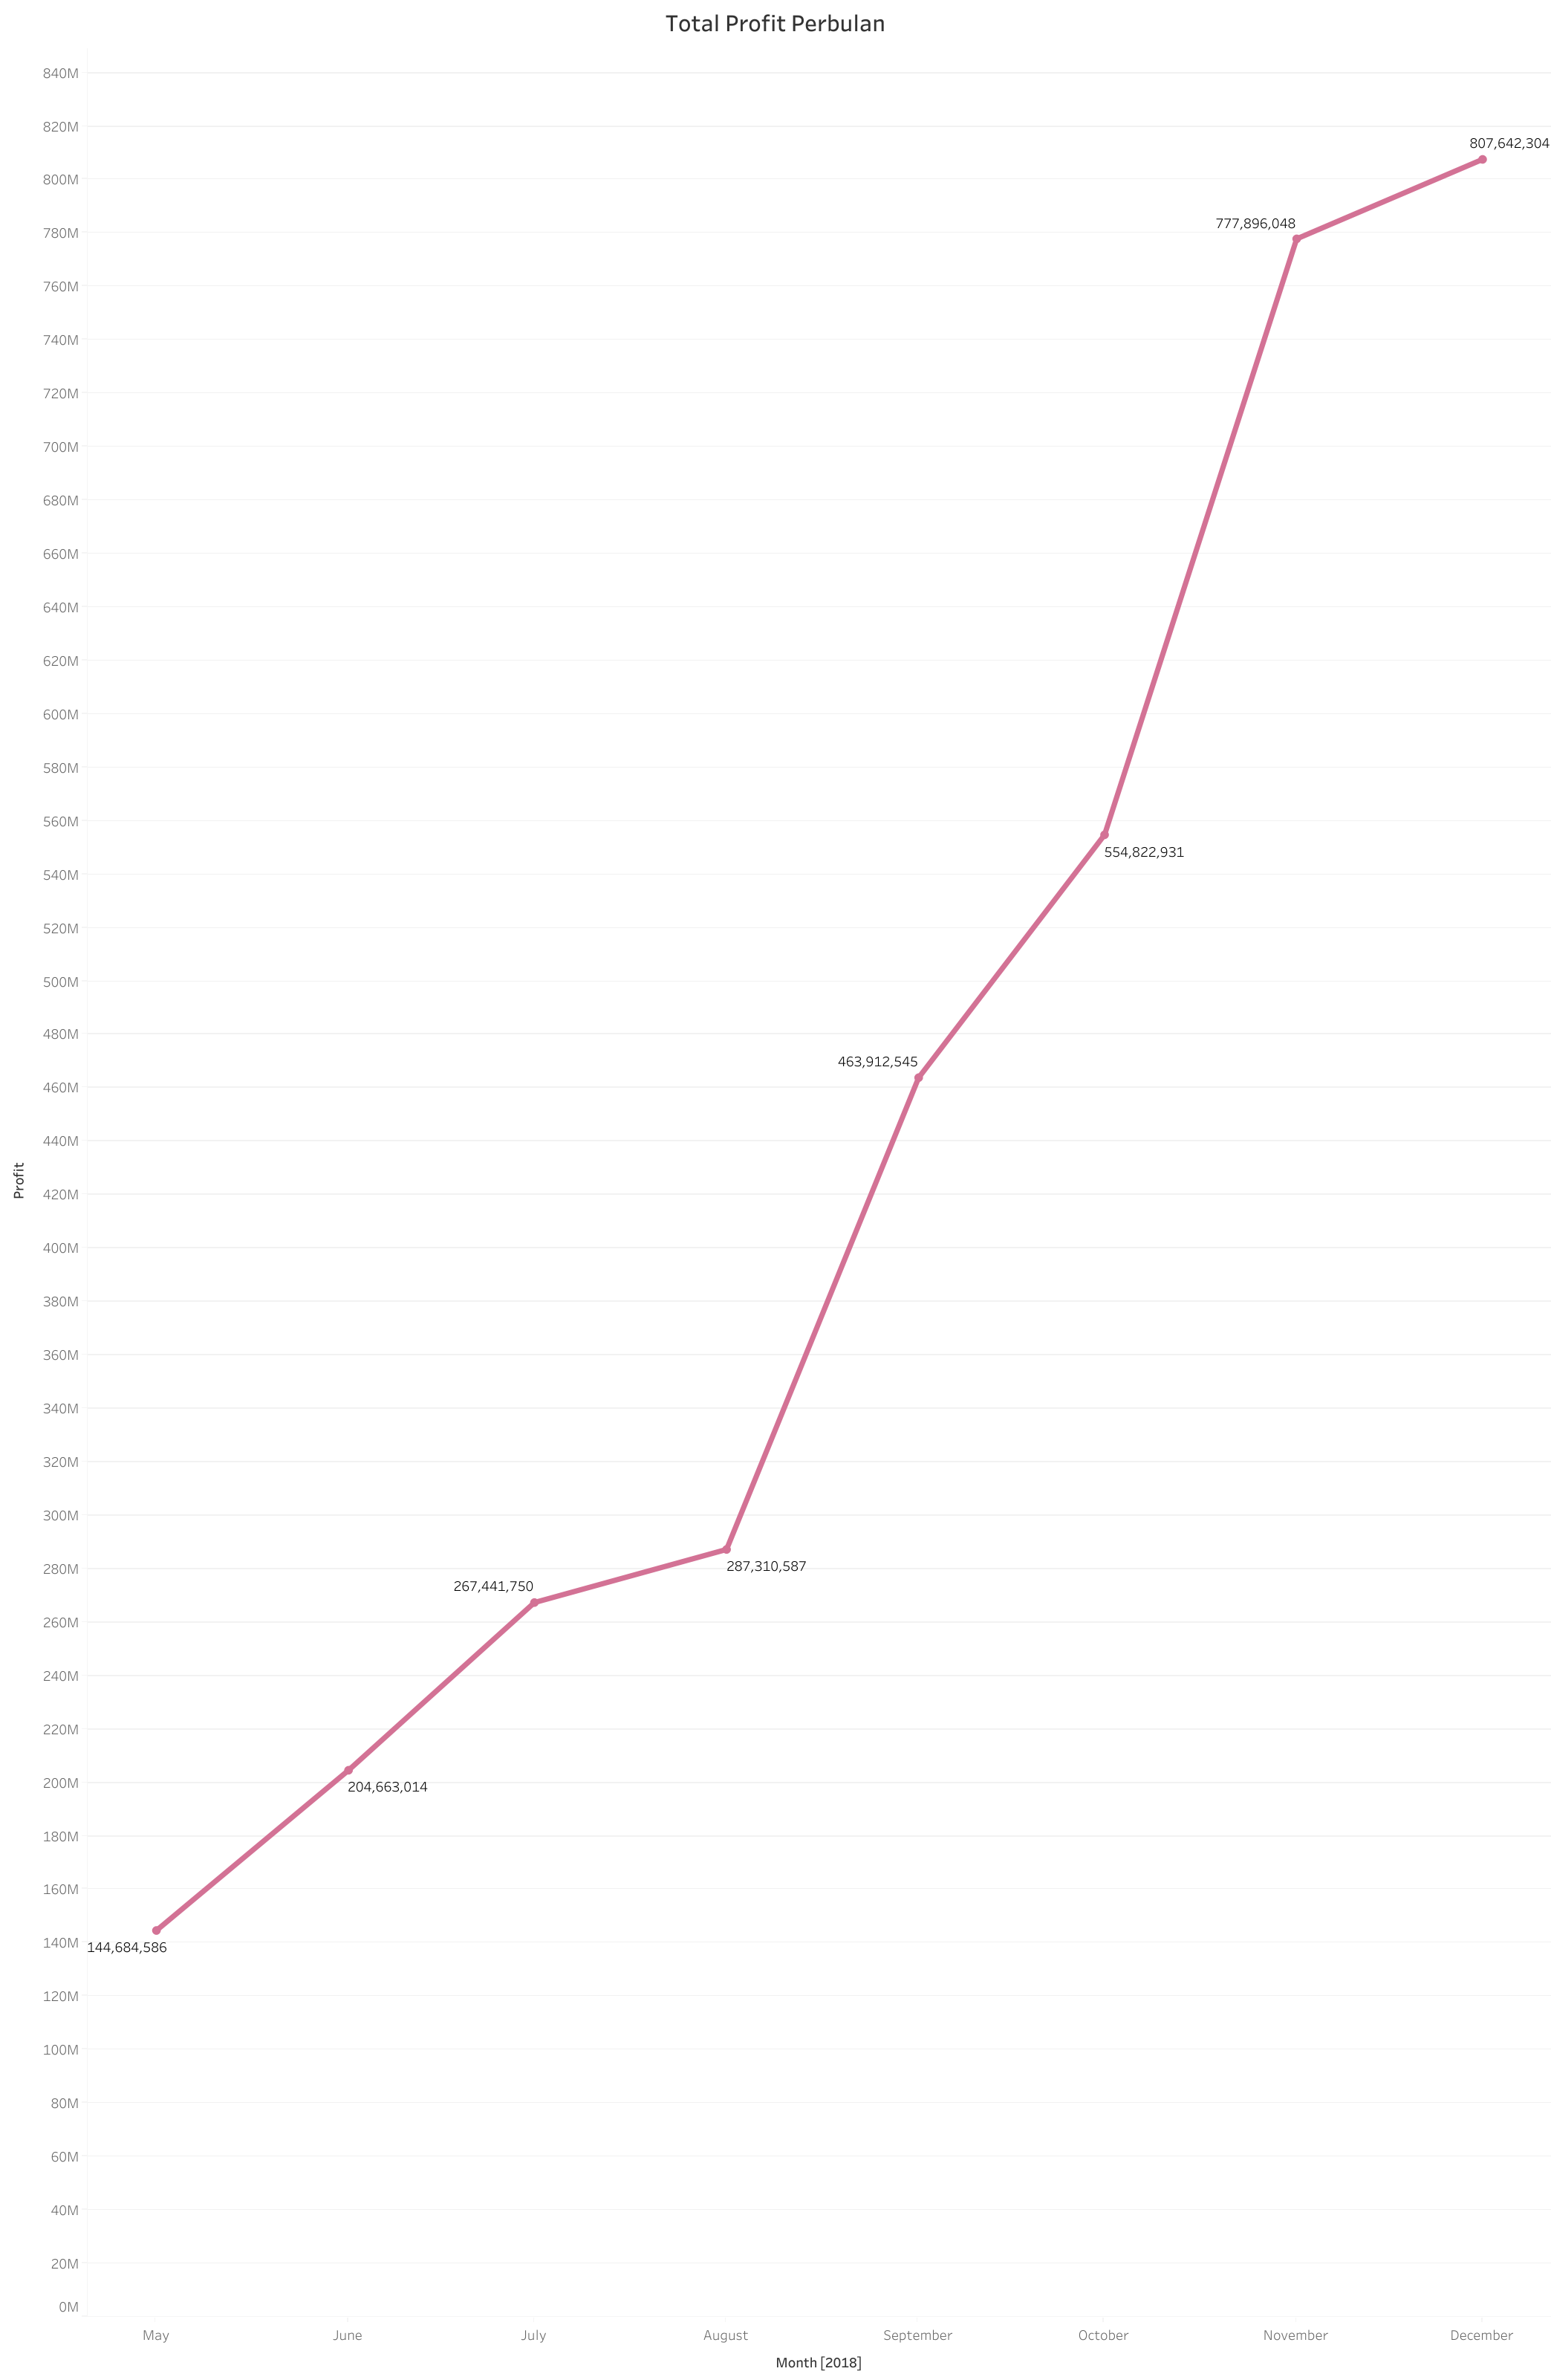 Total Profit Perbulan
840M
820M
807,642,304
800M
777,896,048
780M
760M
740M
720M
700M
680M
660M
640M
620M
600M
580M
560M
554,822,931
540M
520M
500M
480M
463,912,545
460M
440M
Profit
420M
400M
380M
360M
340M
320M
300M
280M
287,310,587
267,441,750
260M
240M
220M
200M
204,663,014
180M
160M
140M
144,684,586
120M
100M
80M
60M
40M
20M
0M
May June July August September October November December
Month [2018]